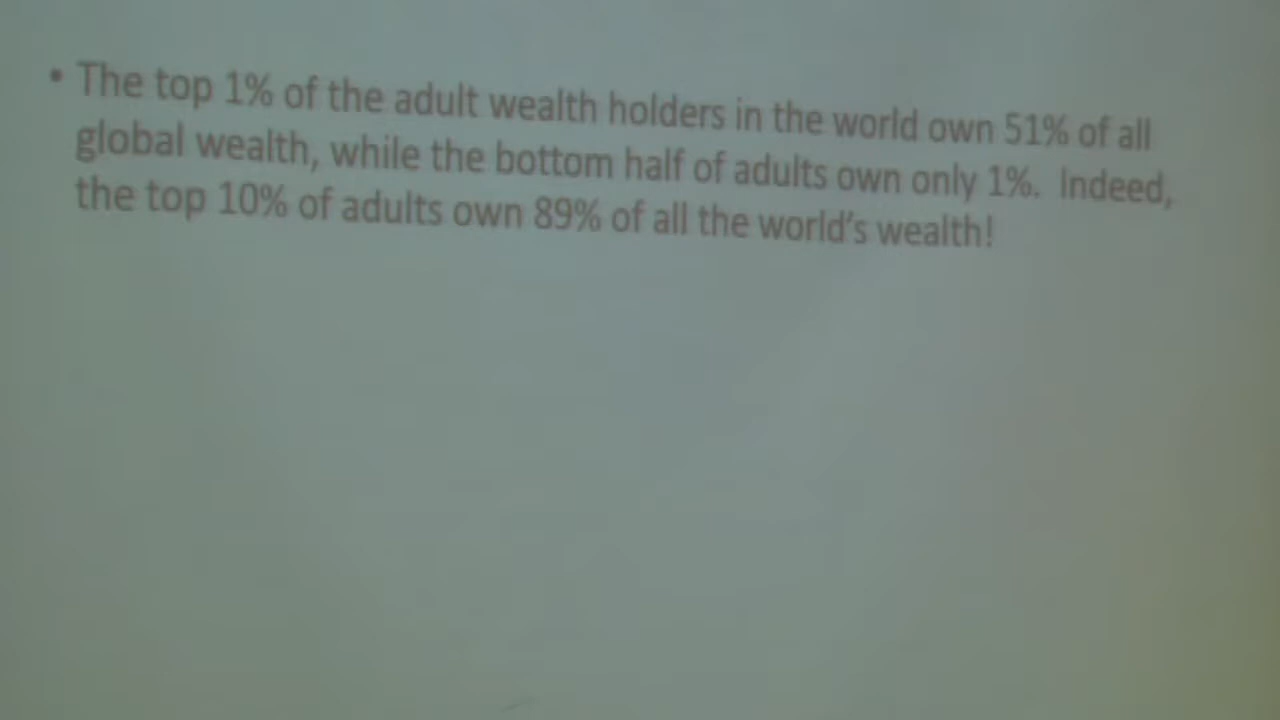 • The top 1% of the adult wealth holders in the world own 51% of all
global wealth, while the bottom half of adults own only 1%. Indeed,
the top 10% of adults own 89% of all the world's wealth!